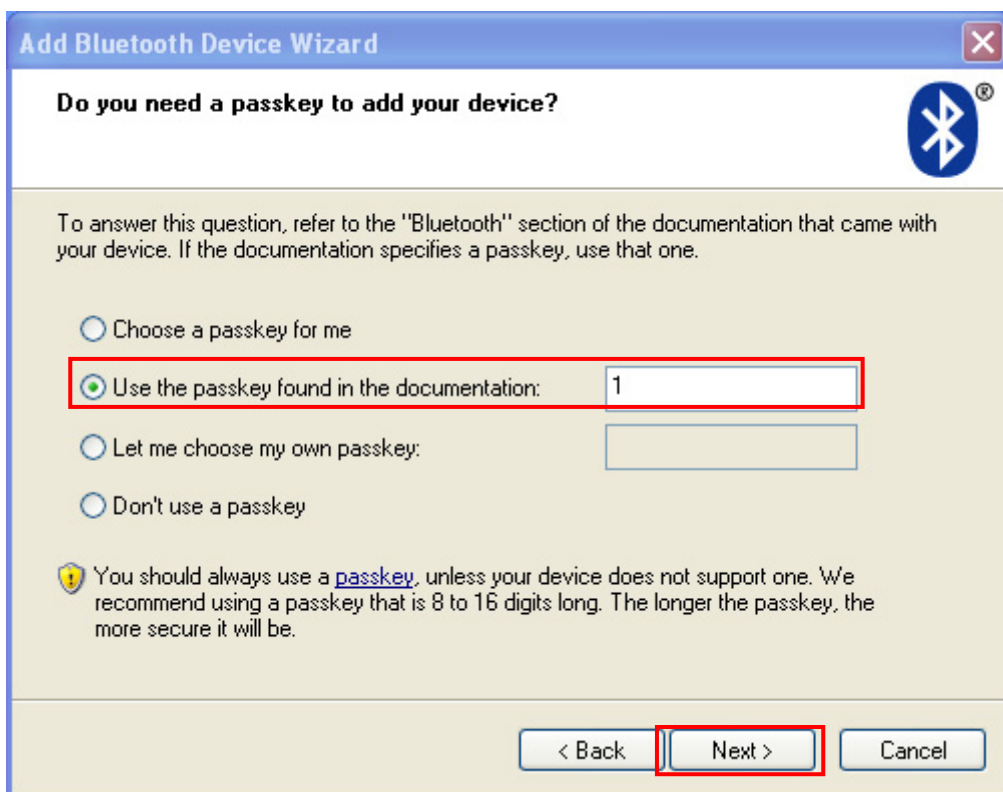 Add Bluetooth Device Wizard
Do you need a passkey to add your device?
®
To answer this question, refer to the "Bluetooth" section of the documentation that came with
your device. If the documentation specifies a passkey, use that one.
Choose a passkey for me
Use the passkey found in the documentation: 1
Let me choose my own passkey:
Don't use a passkey
You should always use a passkey, unless your device does not support one. We
recommend using a passkey that is 8 to 16 digits long. The longer the passkey, the
more secure it will be.
< Back Next > Cancel